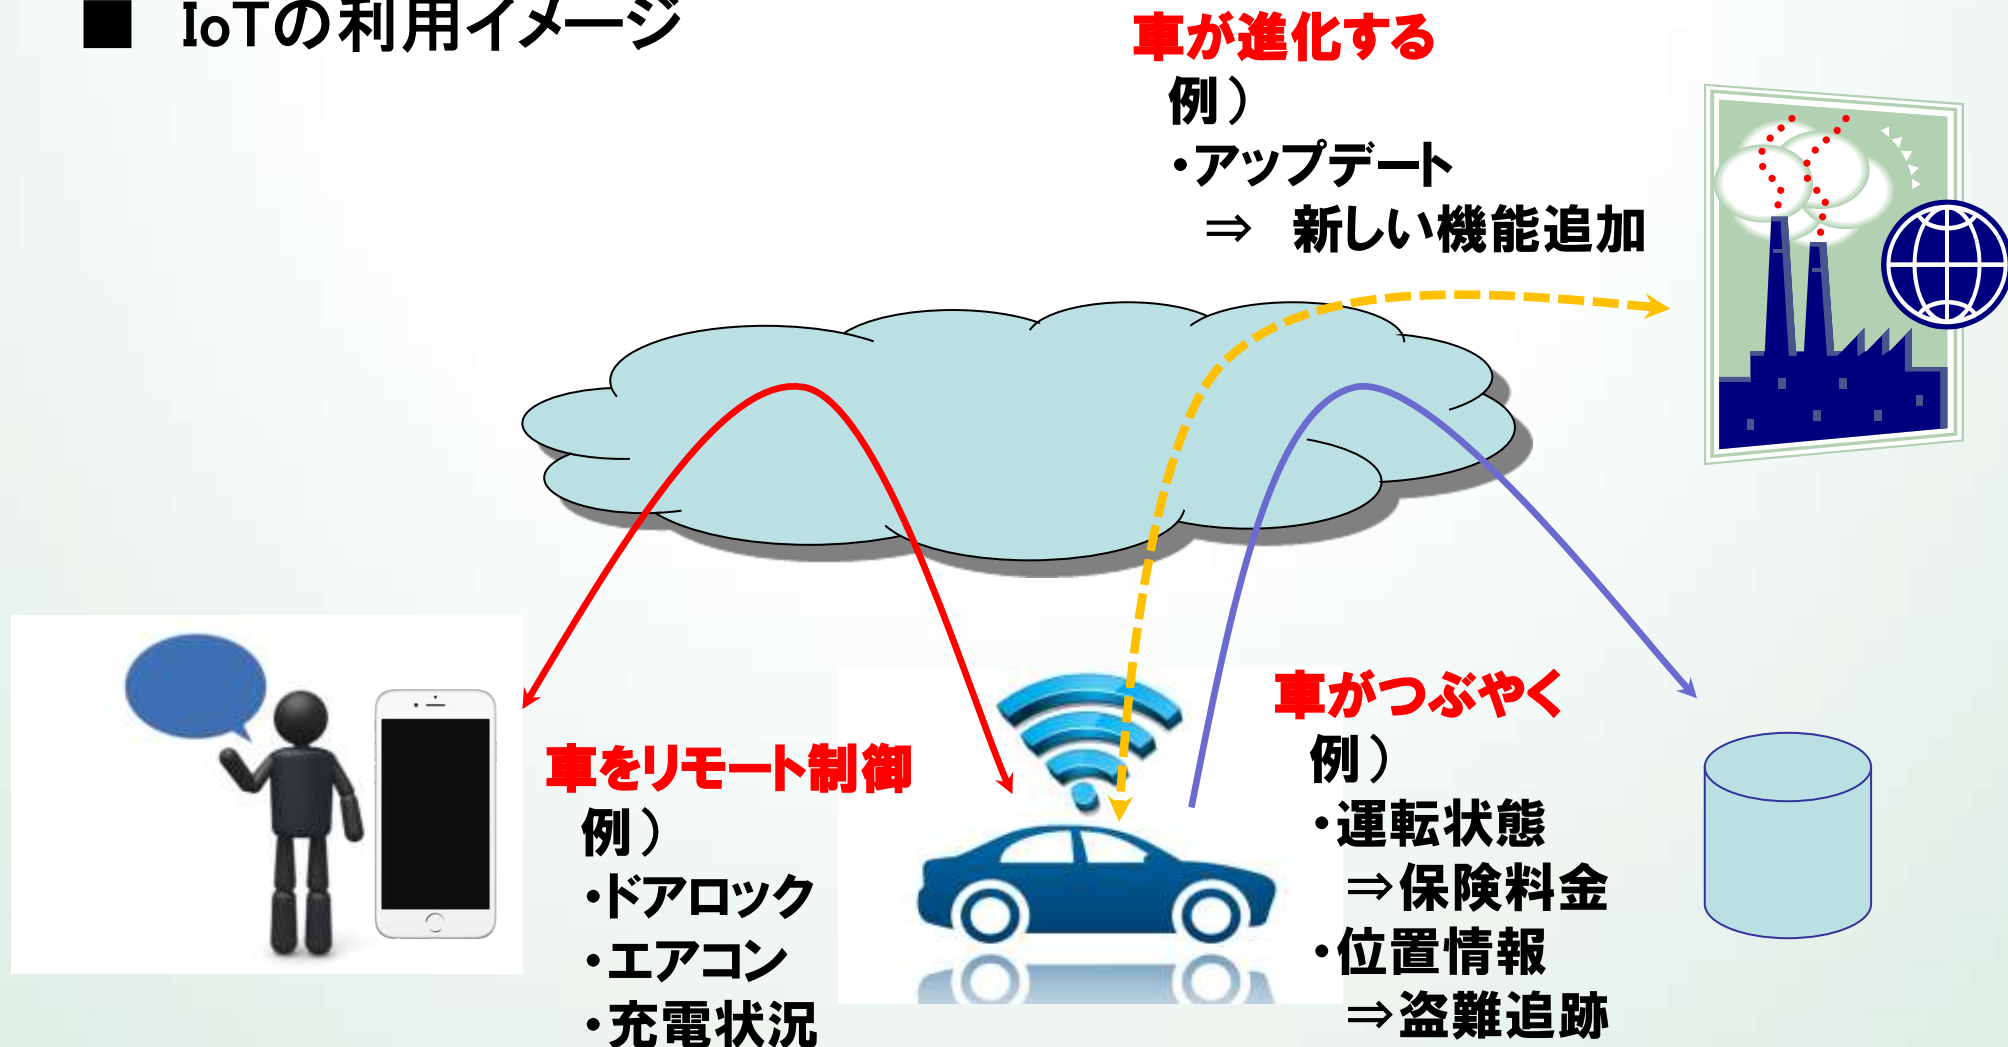 ■ IoTの利用イメージ
車が進化する
例）
・アップデート
⇒ 新しい機能追加
車をリモート制御
例）
・ドアロック
・エアコン
・充電状況
車がつぶやく
例）
・運転状態
⇒保険料金
・位置情報
⇒盗難追跡